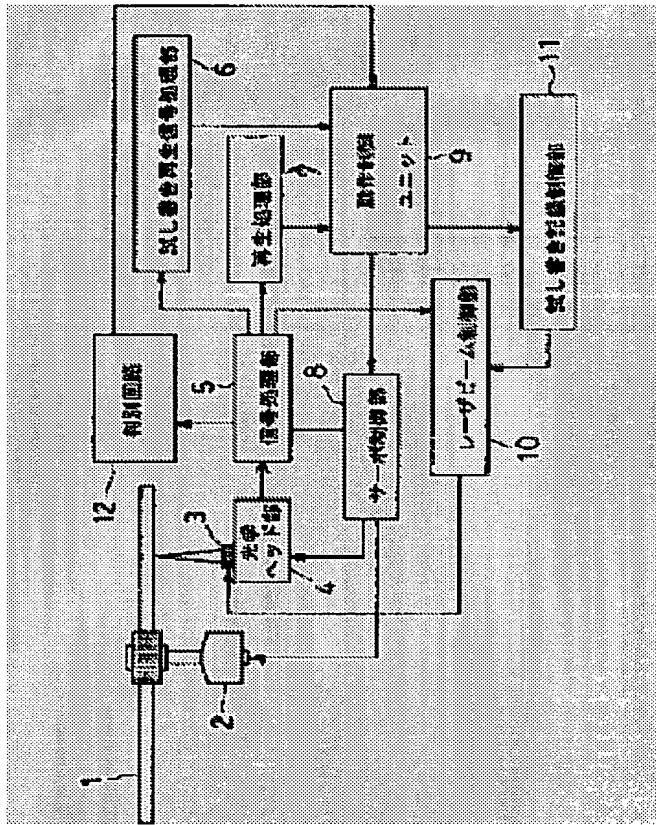 1
2
3
光学
ヘッド部
4
12
判別回路
5
信号処理部
試し書き再生信号処理部
6
再生処理部
7
8
サーボ制御部
動作制御
ユニット
9
レーザビーム制御部
10
試し書き記録制御部
11